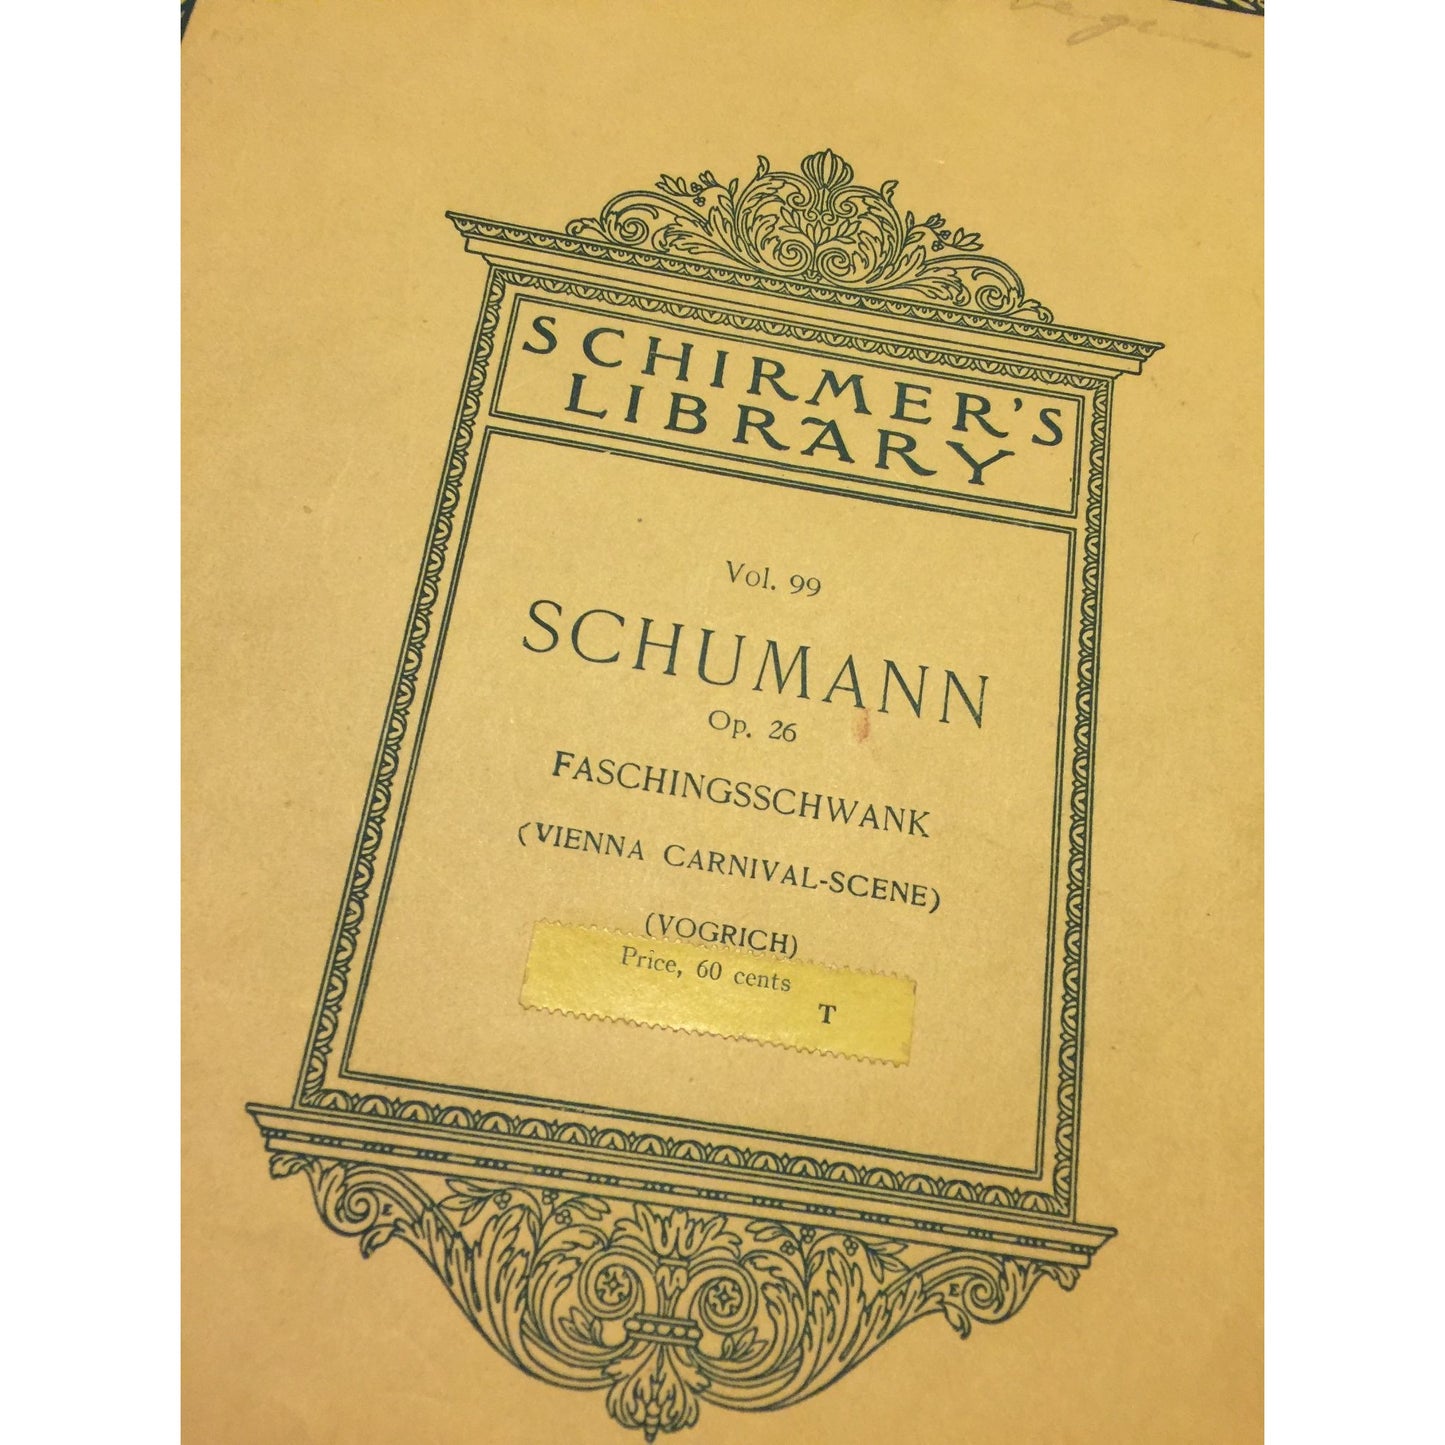 SCHIRMER'S
LIBRARY
Vol. 99
SCHUMANN
Op. 26
FASCHINGSSCHWANK
(VIENNA CARNIVAL-SCENE)
(VOGRICH)
Price, 60 cents
T
E
E